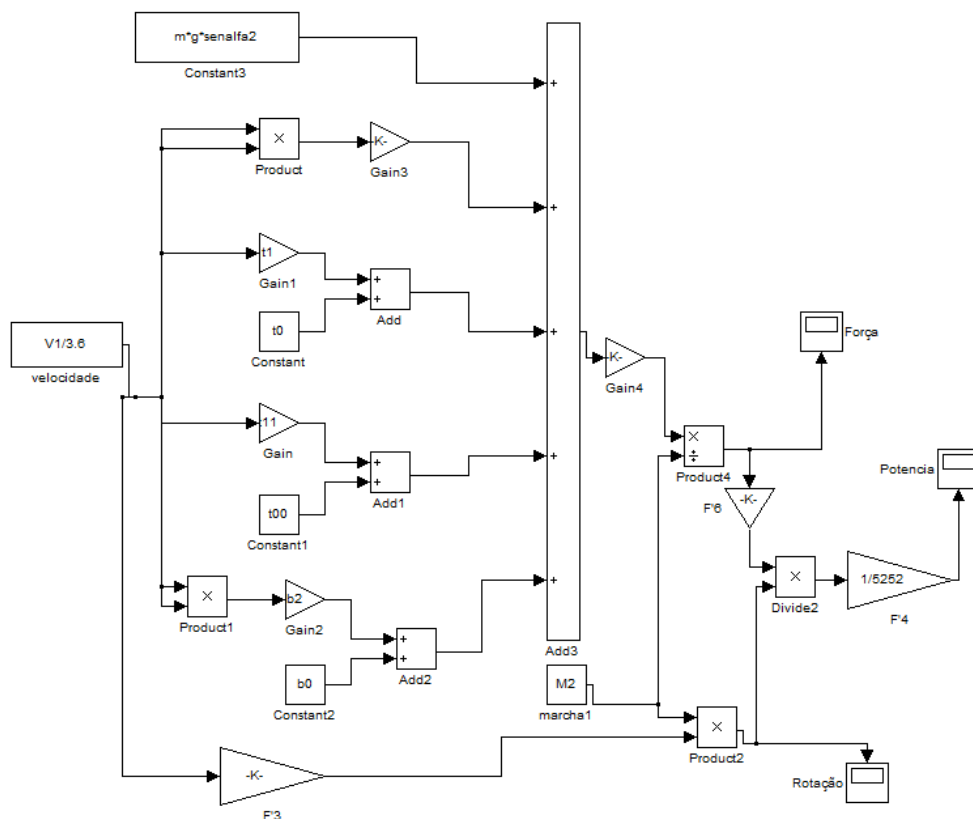 m*g*senalfa2
Constant3
×
Product
-K-
Gain3
+
+
t1
Gain1
+
+
Add
t0
Constant
V1/3.6
velocidade
+
-K-
Gain4
Força
.11
Gain
+
+
Add1
t00
Constant1
+
×
÷
Product4
Potencia
-K-
F'6
×
Product1
b2
Gain2
+
+
Add2
b0
Constant2
+
Add3
×
Divide2
1/5252
F'4
M2
marcha1
×
Product2
-K-
F'3
Rotação